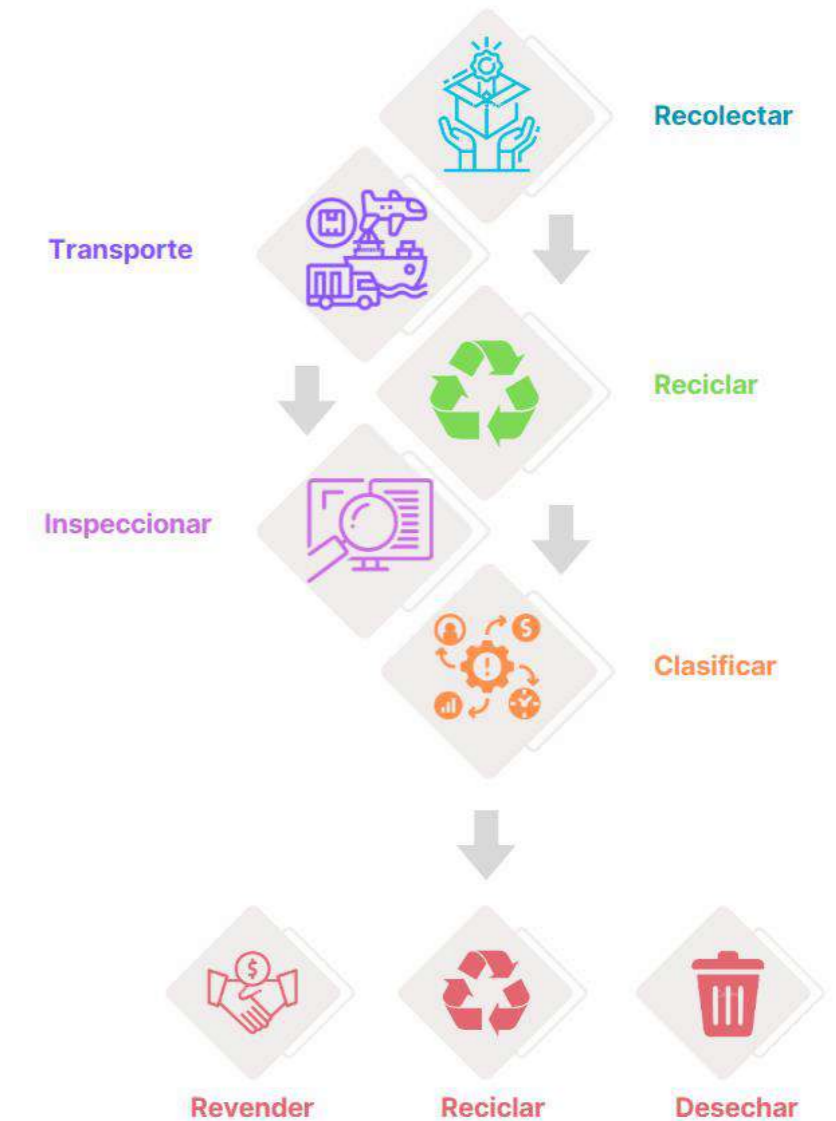 Recolectar
Transporte
Reciclar
Inspeccionar
Clasificar
Revender
Reciclar
Desechar